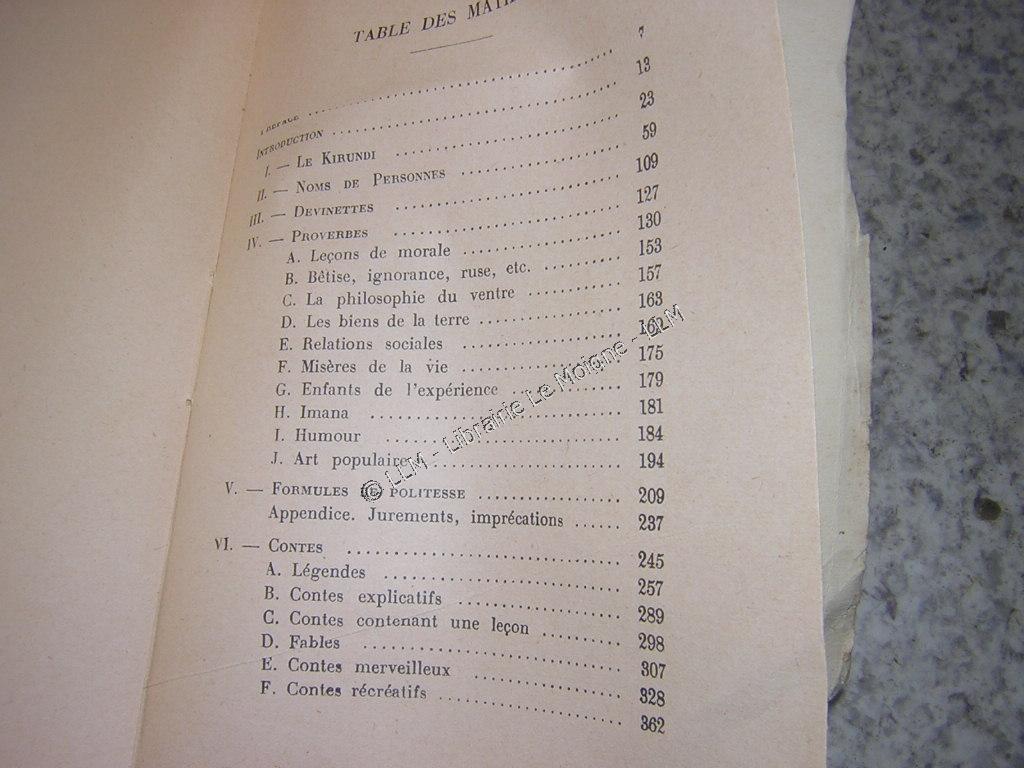 TABLE DES
7
INTRODUCTION 13
I. — LE KIRUNDI 23
II. — NOMS DE PERSONNES 59
III. — DEVINETTES 109
IV. — PROVERBES 127
A. Leçons de morale 130
B. Bêtise, ignorance, ruse, etc. 153
C. La philosophie du ventre 157
D. Les biens de la terre 163
E. Relations sociales
F. Misères de la vie 175
G. Enfants de l'expérience 179
H. Imana 181
I. Humour 184
J. Art populaire 194
V. — FORMULES DE POLITESSE 209
Appendice. Jurements, imprécations 237
VI. — CONTES 245
A. Légendes 257
B. Contes explicatifs 289
C. Contes contenant une leçon 298
D. Fables 307
E. Contes merveilleux 328
F. Contes récréatifs 362
© LLM - Librairie Le Moigne - LLM